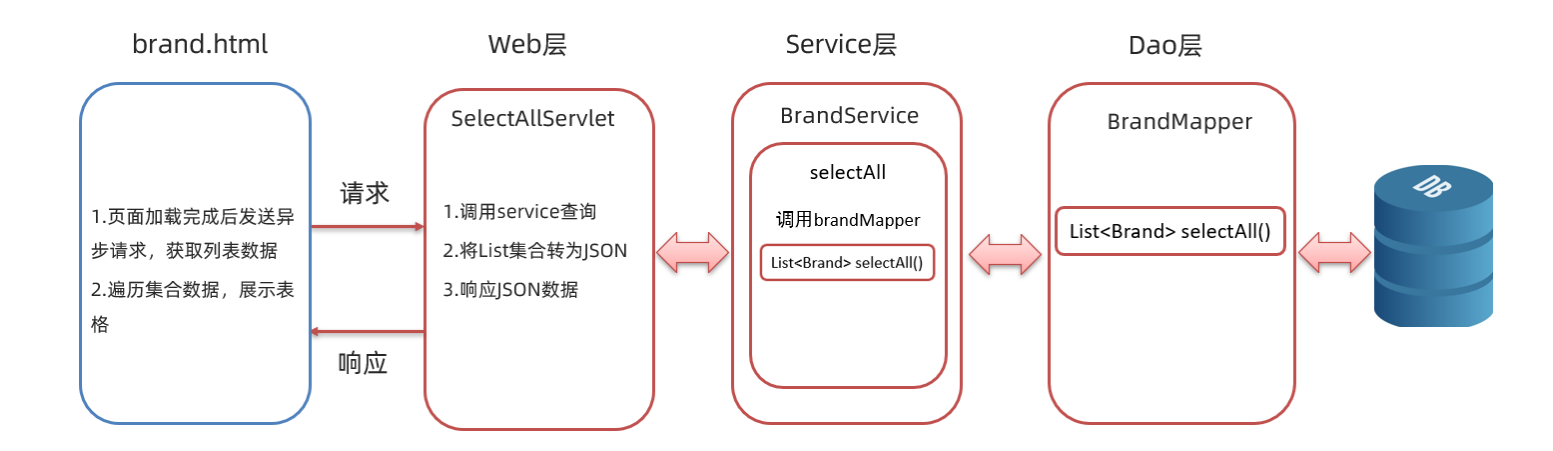 brand.html
Web层
Service层
Dao层
1.页面加载完成后发送异
步请求，获取列表数据
2.遍历集合数据，展示表
格
请求
响应
SelectAllServlet
1.调用service查询
2.将List集合转为JSON
3.响应JSON数据
BrandService
selectAll
调用brandMapper
List<Brand> selectAll()
BrandMapper
List<Brand> selectAll()
DB